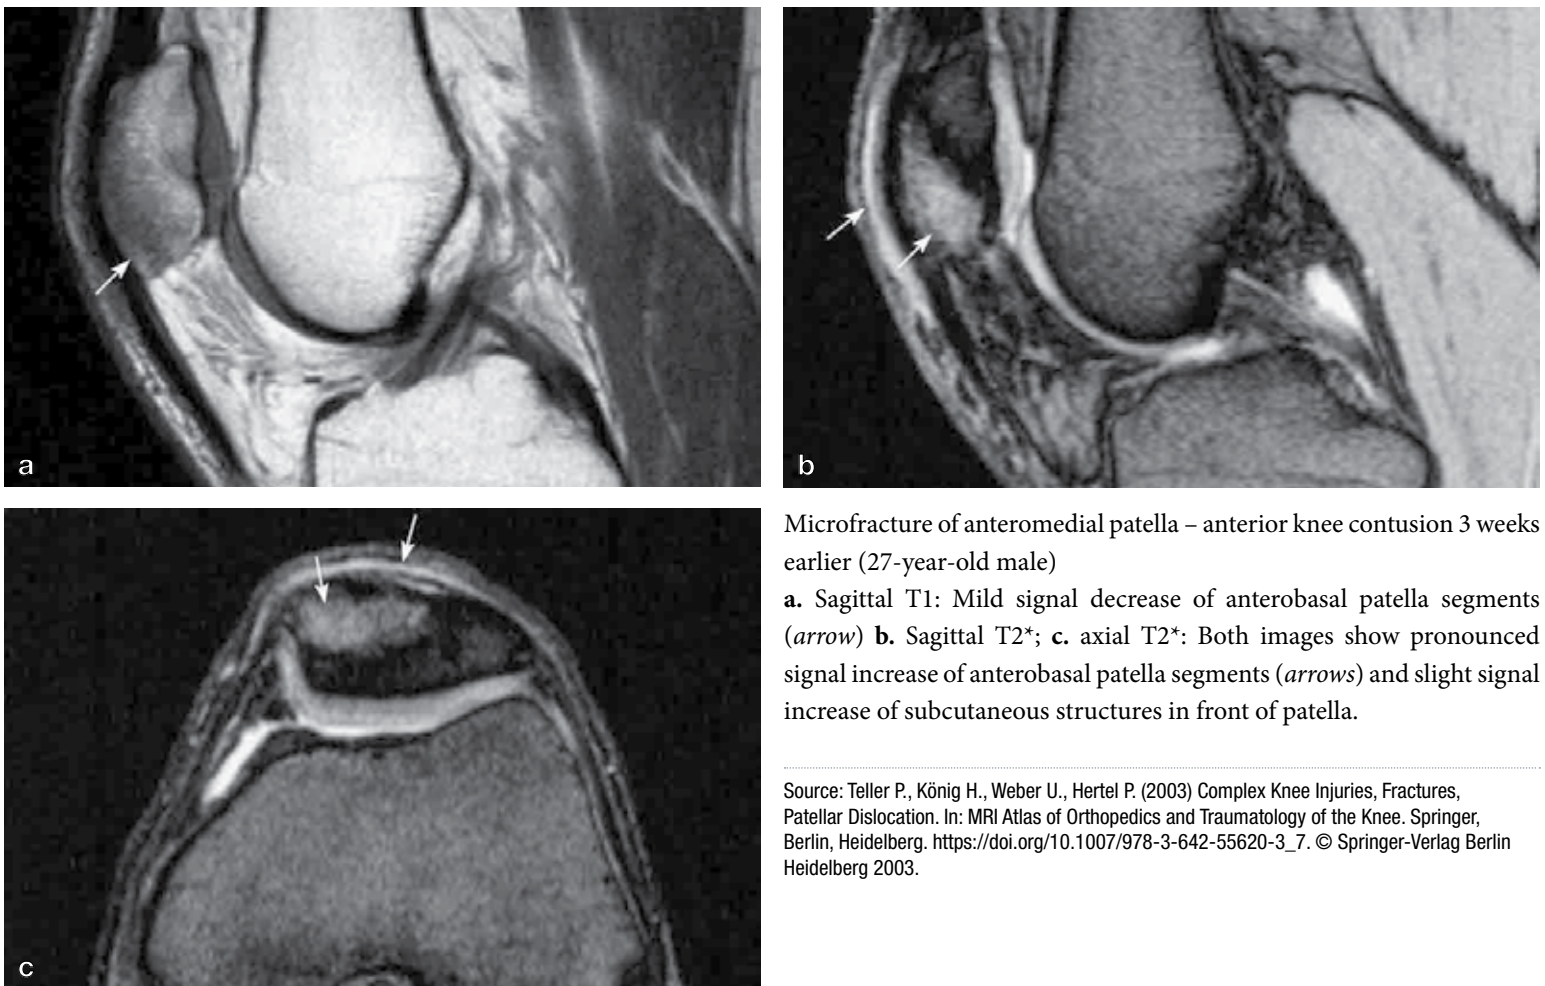 a
b
c
Microfracture of anteromedial patella – anterior knee contusion 3 weeks
earlier (27-year-old male)
a. Sagittal T1: Mild signal decrease of anterobasal patella segments
(arrow) b. Sagittal T2*; c. axial T2*: Both images show pronounced
signal increase of anterobasal patella segments (arrows) and slight signal
increase of subcutaneous structures in front of patella.
Source: Teller P., König H., Weber U., Hertel P. (2003) Complex Knee Injuries, Fractures,
Patellar Dislocation. In: MRI Atlas of Orthopedics and Traumatology of the Knee. Springer,
Berlin, Heidelberg. https://doi.org/10.1007/978-3-642-55620-3_7. © Springer-Verlag Berlin
Heidelberg 2003.